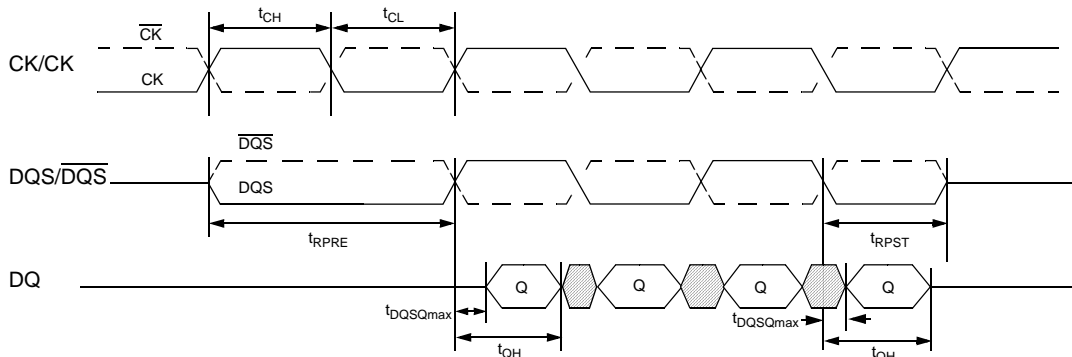 tCH
tCL
CK
CK/CK
CK
DQS
DQS/DQS
DQS
tRPRE
tRPST
DQ
Q
Q
Q
Q
tDQSQmax
tDQSQmax
tQH
tQH